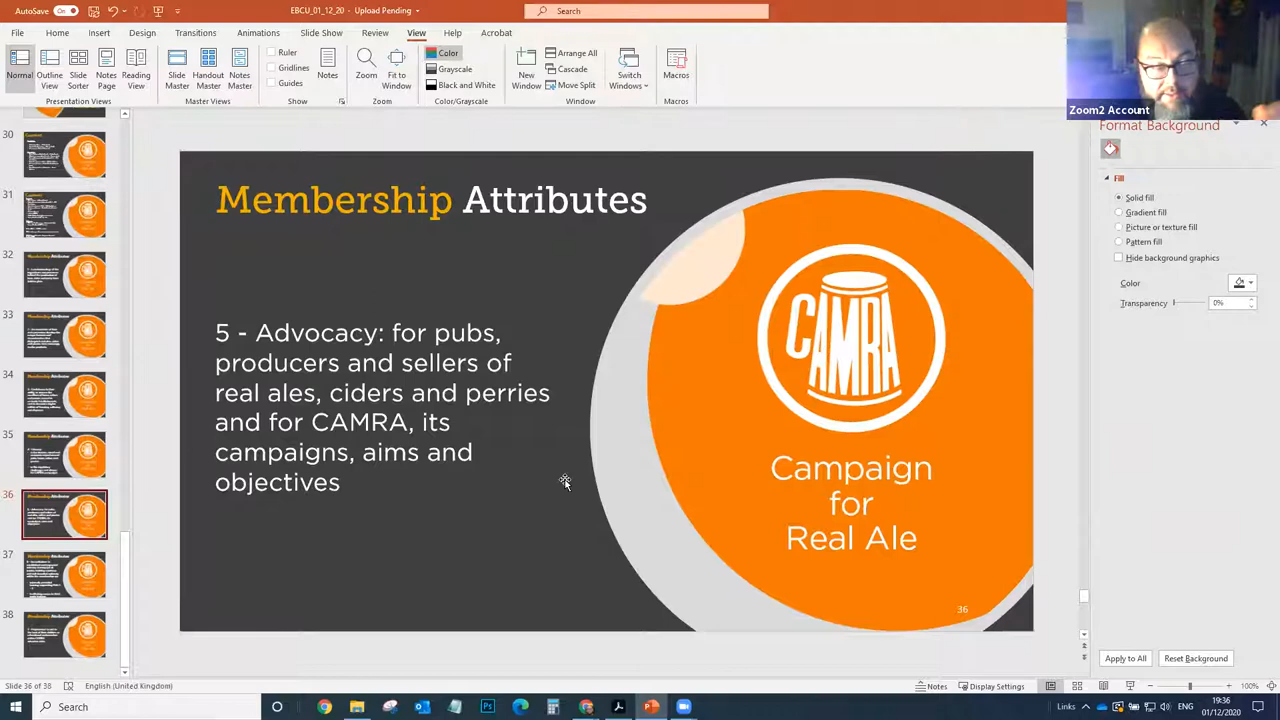 AutoSave On
EBCU_01_12_20 - Upload Pending
Search
File Home Insert Design Transitions Animations Slide Show Review View Help Acrobat
Normal
Outline View
Slide Sorter
Notes Page
Reading View
Presentation Views
Slide Master
Handout Master
Notes Master
Master Views
Ruler
Gridlines
Guides
Show
Notes
Zoom
Fit to Window
Zoom
Color
Grayscale
Black and White
Color/Grayscale
New Window
Arrange All
Cascade
Move Split
Window
Switch Windows
Macros
Macros
Zoom2 Account
30
31
32
33
34
35
36
37
38
Membership Attributes
5 - Advocacy: for pubs,
producers and sellers of
real ales, ciders and perries
and for CAMRA, its
campaigns, aims and
objectives
CAMRA
Campaign
for
Real Ale
36
Format Background
Fill
Solid fill
Gradient fill
Picture or texture fill
Pattern fill
Hide background graphics
Color
Transparency 0%
Apply to All Reset Background
Slide 36 of 38 English (United Kingdom)
Notes Display Settings 100%
Search
Links
19:36
01/12/2020